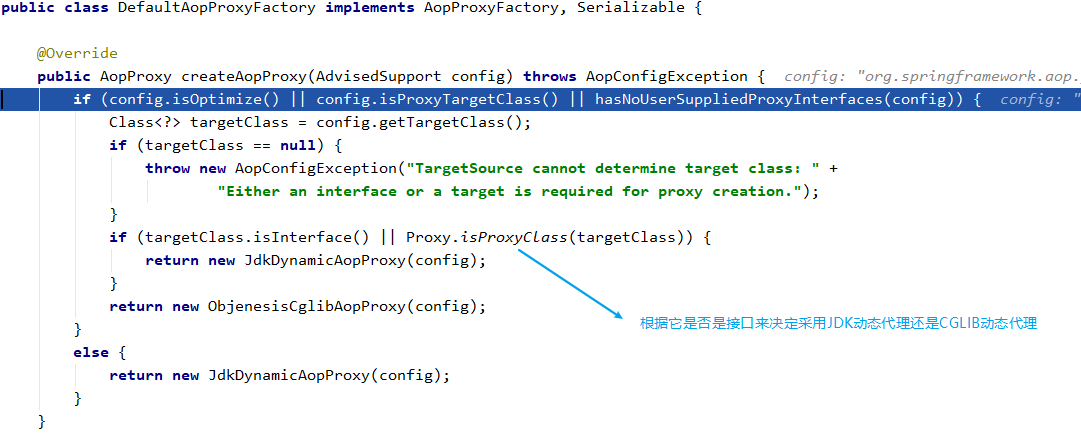 public class DefaultAopProxyFactory implements AopProxyFactory, Serializable {
@Override
public AopProxy createAopProxy(AdvisedSupport config) throws AopConfigException {  config: "org.springframework.aop.
if (config.isOptimize() || config.isProxyTargetClass() || hasNoUserSuppliedProxyInterfaces(config)) {  config: "
Class<?> targetClass = config.getTargetClass();
if (targetClass == null) {
throw new AopConfigException("TargetSource cannot determine target class: " +
"Either an interface or a target is required for proxy creation.");
}
if (targetClass.isInterface() || Proxy.isProxyClass(targetClass)) {
return new JdkDynamicAopProxy(config);
}
return new ObjenesisCglibAopProxy(config);
根据它是否是接口来决定采用JDK动态代理还是CGLIB动态代理
}
else {
return new JdkDynamicAopProxy(config);
}
}